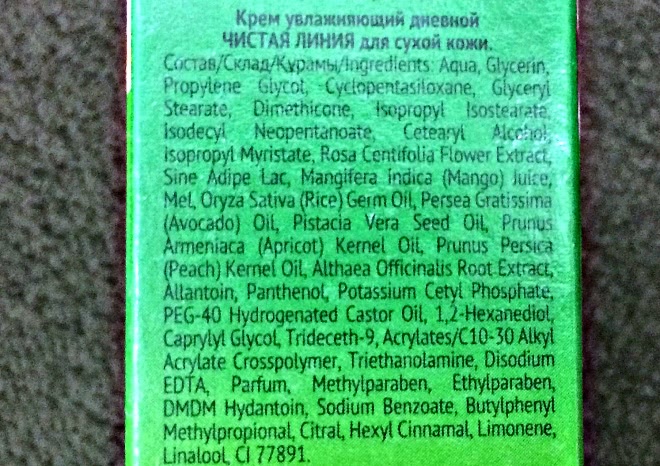 Крем увлажняющий дневной
ЧИСТАЯ ЛИНИЯ для сухой кожи.
Состав/Склад/Құрамы/Ingredients: Aqua, Glycerin,
Propylene Glycol, Cyclopentasiloxane, Glyceryl
Stearate, Dimethicone, Isopropyl Isostearate,
Isodecyl Neopentanoate, Cetearyl Alcohol,
Isopropyl Myristate, Rosa Centifolia Flower Extract,
Sine Adipe Lac, Mangifera Indica (Mango) Juice,
Mel, Oryza Sativa (Rice) Germ Oil, Persea Gratissima
(Avocado) Oil, Pistacia Vera Seed Oil, Prunus
Armeniaca (Apricot) Kernel Oil, Prunus Persica
(Peach) Kernel Oil, Althaea Officinalis Root Extract,
Allantoin, Panthenol, Potassium Cetyl Phosphate,
PEG-40 Hydrogenated Castor Oil, 1,2-Hexanediol,
Caprylyl Glycol, Trideceth-9, Acrylates/C10-30 Alkyl
Acrylate Crosspolymer, Triethanolamine, Disodium
EDTA, Parfum, Methylparaben, Ethylparaben,
DMDM Hydantoin, Sodium Benzoate, Butylphenyl
Methylpropional, Citral, Hexyl Cinnamal, Limonene,
Linalool, CI 77891.